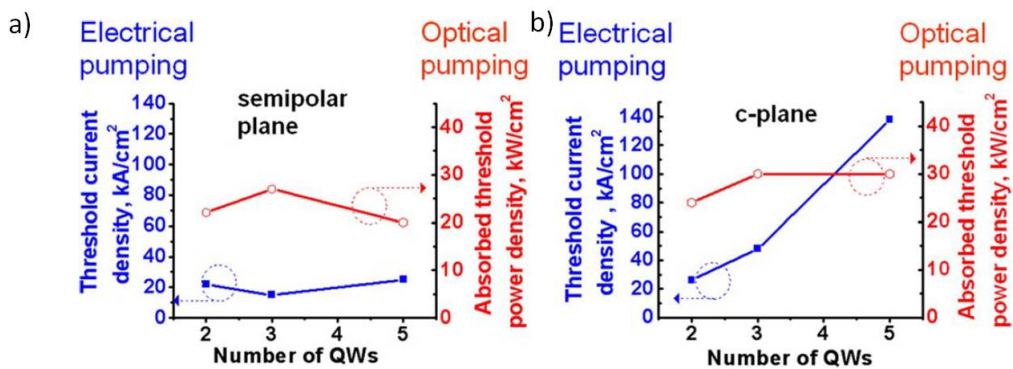 a)
Electrical
pumping
Optical
pumping
semipolar
plane
Threshold current
density, kA/cm²
140
120
100
80
60
40
20
0
40
30
20
10
0
Absorbed threshold
power density, kW/cm²
2 3 4 5
Number of QWs
b)
Electrical
pumping
Optical
pumping
c-plane
Threshold current
density , kA/cm²
140
120
100
80
60
40
20
0
40
30
20
10
0
Absorbed threshold
power density, kW/cm²
2 3 4 5
Number of QWs